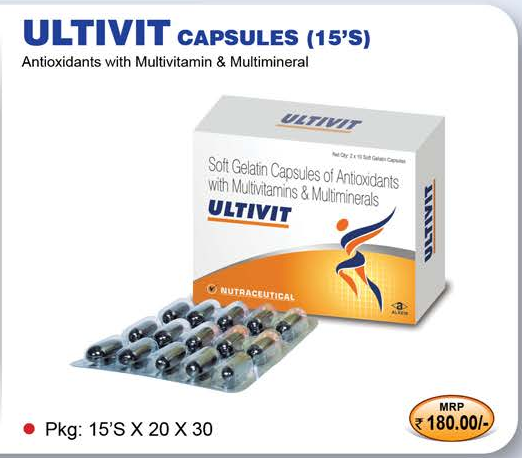 ULTIVIT CAPSULES (15'S)
Antioxidants with Multivitamin & Multimineral
ULTIVIT
Soft Gelatin Capsules of Antioxidants
with Multivitamins & Multiminerals
ULTIVIT
ULTIVIT
NUTRACEUTICAL
Pkg: 15'S X 20 X 30
MRP
₹ 180.00/-